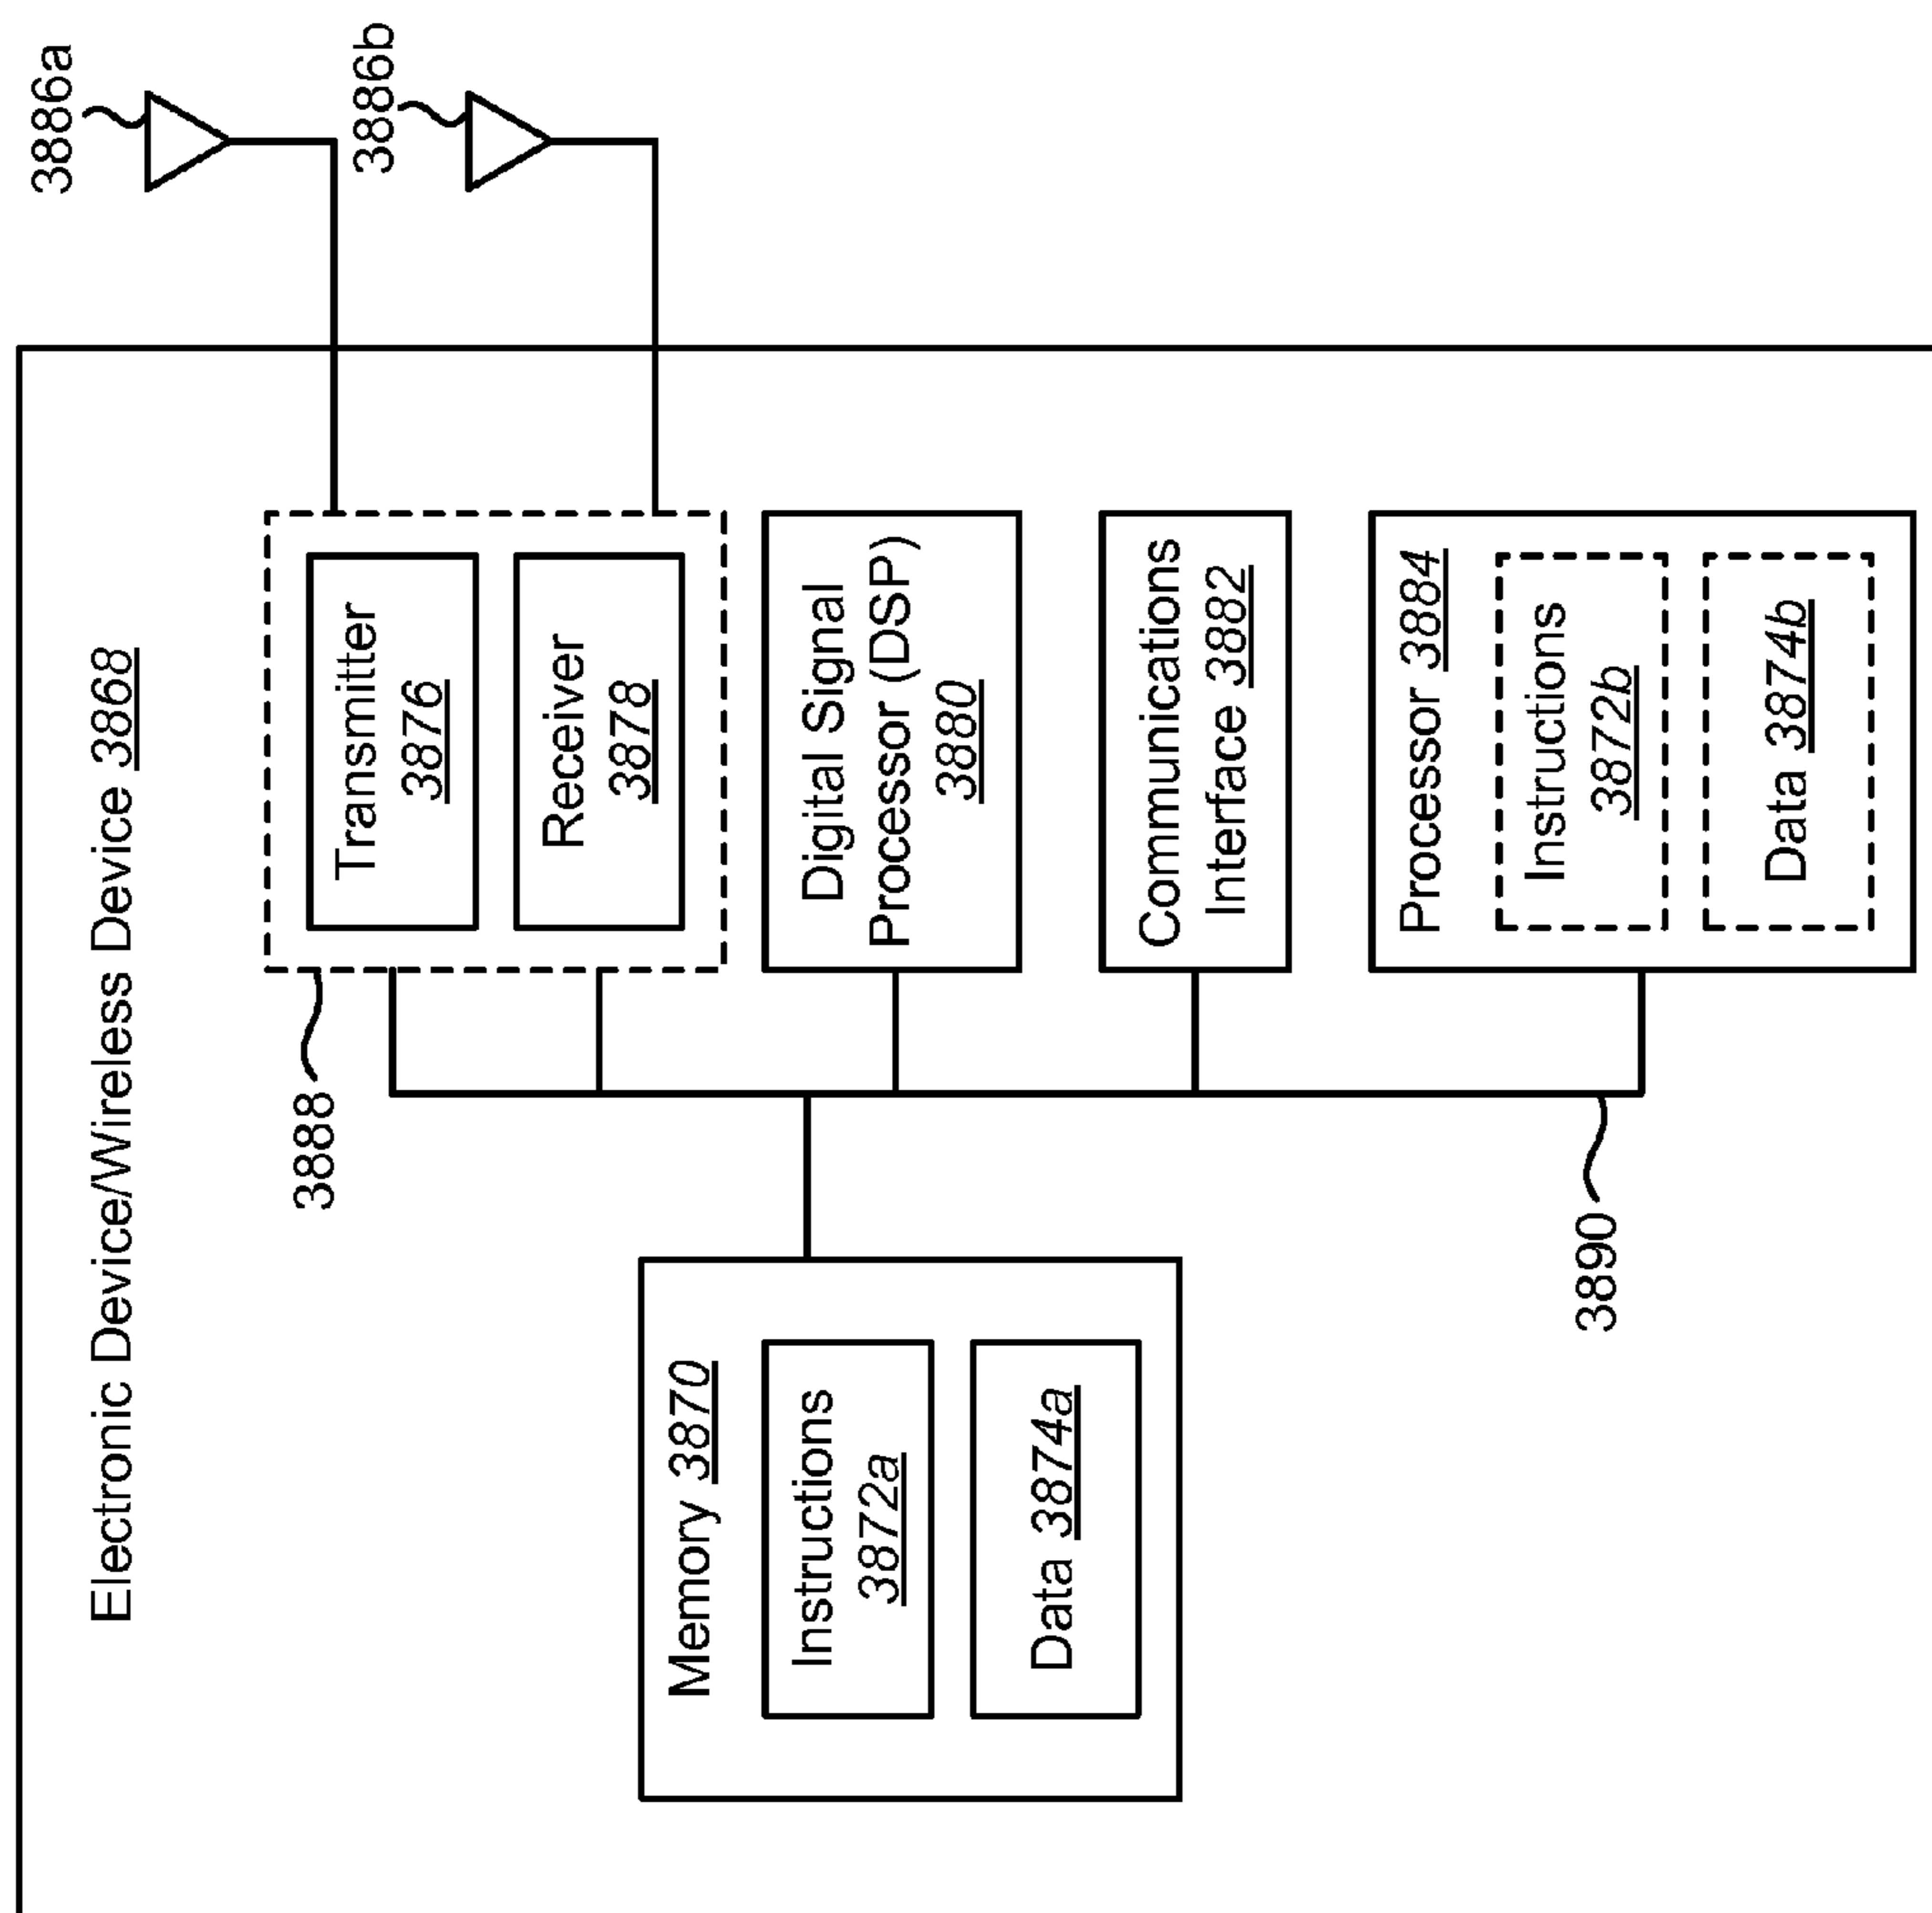 Electronic Device/Wireless Device 3868
3886a
3886b
3888
Transmitter
3876
Receiver
3878
Digital Signal
Processor (DSP)
3880
Communications
Interface 3882
Processor 3884
Instructions
3872b
Data 3874b
Memory 3870
Instructions
3872a
Data 3874a
3890